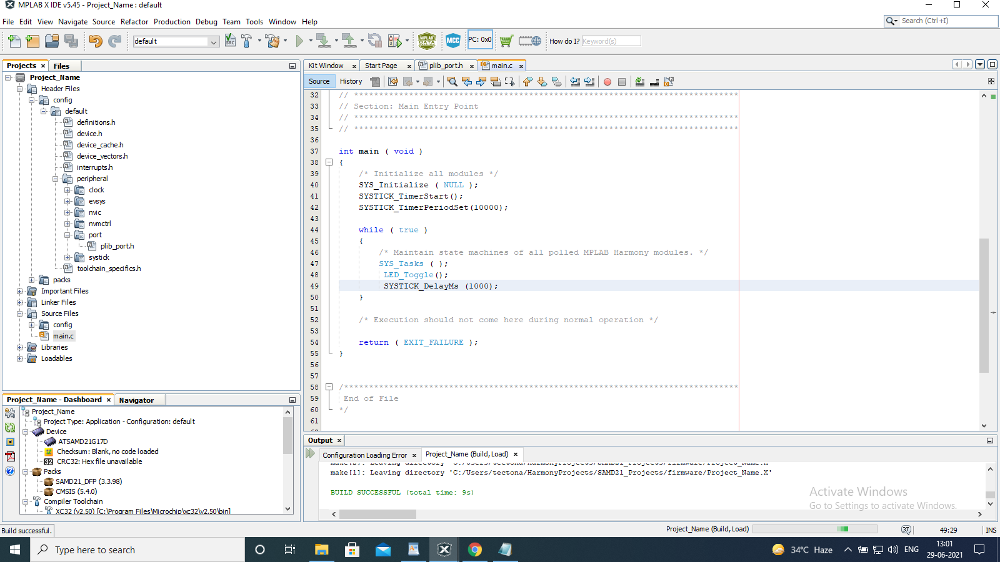 MPLAB X IDE v5.45 - Project_Name : default
File Edit View Navigate Source Refactor Production Debug Team Tools Window Help
Search (Ctrl+I)
default
PC: 0x0
How do I? Keyword(s)
Projects
Files
Project_Name
Header Files
config
default
definitions.h
device.h
device_cache.h
device_vectors.h
interrupts.h
peripheral
clock
evsys
nvic
nvmctrl
port
plib_port.h
systick
toolchain_specifics.h
packs
Important Files
Linker Files
Source Files
config
main.c
Libraries
Loadables
Project_Name - Dashboard
Navigator
Project_Name
Project Type: Application - Configuration: default
Device
ATSAMD21G17D
Checksum: Blank, no code loaded
CRC32: Hex file unavailable
Packs
SAMD21_DFP (3.3.98)
CMSIS (5.4.0)
Compiler Toolchain
XC32 (v2.50) [C:\Program Files\Microchip\xc32\v2.50\bin]
Kit Window
Start Page
plib_port.h
main.c
Source History
32 // *****************************************************************************
33 // Section: Main Entry Point
34 // *****************************************************************************
35 // *****************************************************************************
36
37 int main ( void )
38 {
39 /* Initialize all modules */
40 SYS_Initialize ( NULL );
41 SYSTICK_TimerStart();
42 SYSTICK_TimerPeriodSet(10000);
43
44 while ( true )
45 {
46 /* Maintain state machines of all polled MPLAB Harmony modules. */
47 SYS_Tasks ( );
48 LED_Toggle();
49 SYSTICK_DelayMs (1000);
50 }
51
52 /* Execution should not come here during normal operation */
53
54 return ( EXIT_FAILURE );
55 }
56
57
58 /*******************************************************************************
59 End of File
60 */
61
Output
Configuration Loading Error
Project_Name (Build, Load)
make[2]: Leaving directory 'C:/Users/tectona/HarmonyProjects/SAMD21_Projects/firmware/Project_Name.X'
make[1]: Leaving directory 'C:/Users/tectona/HarmonyProjects/SAMD21_Projects/firmware/Project_Name.X'
BUILD SUCCESSFUL (total time: 9s)
Activate Windows
Go to Settings to activate Windows.
Build successful.
Project_Name (Build, Load)
37
49:29
INS
Type here to search
34°C Haze
ENG
13:01
29-06-2021